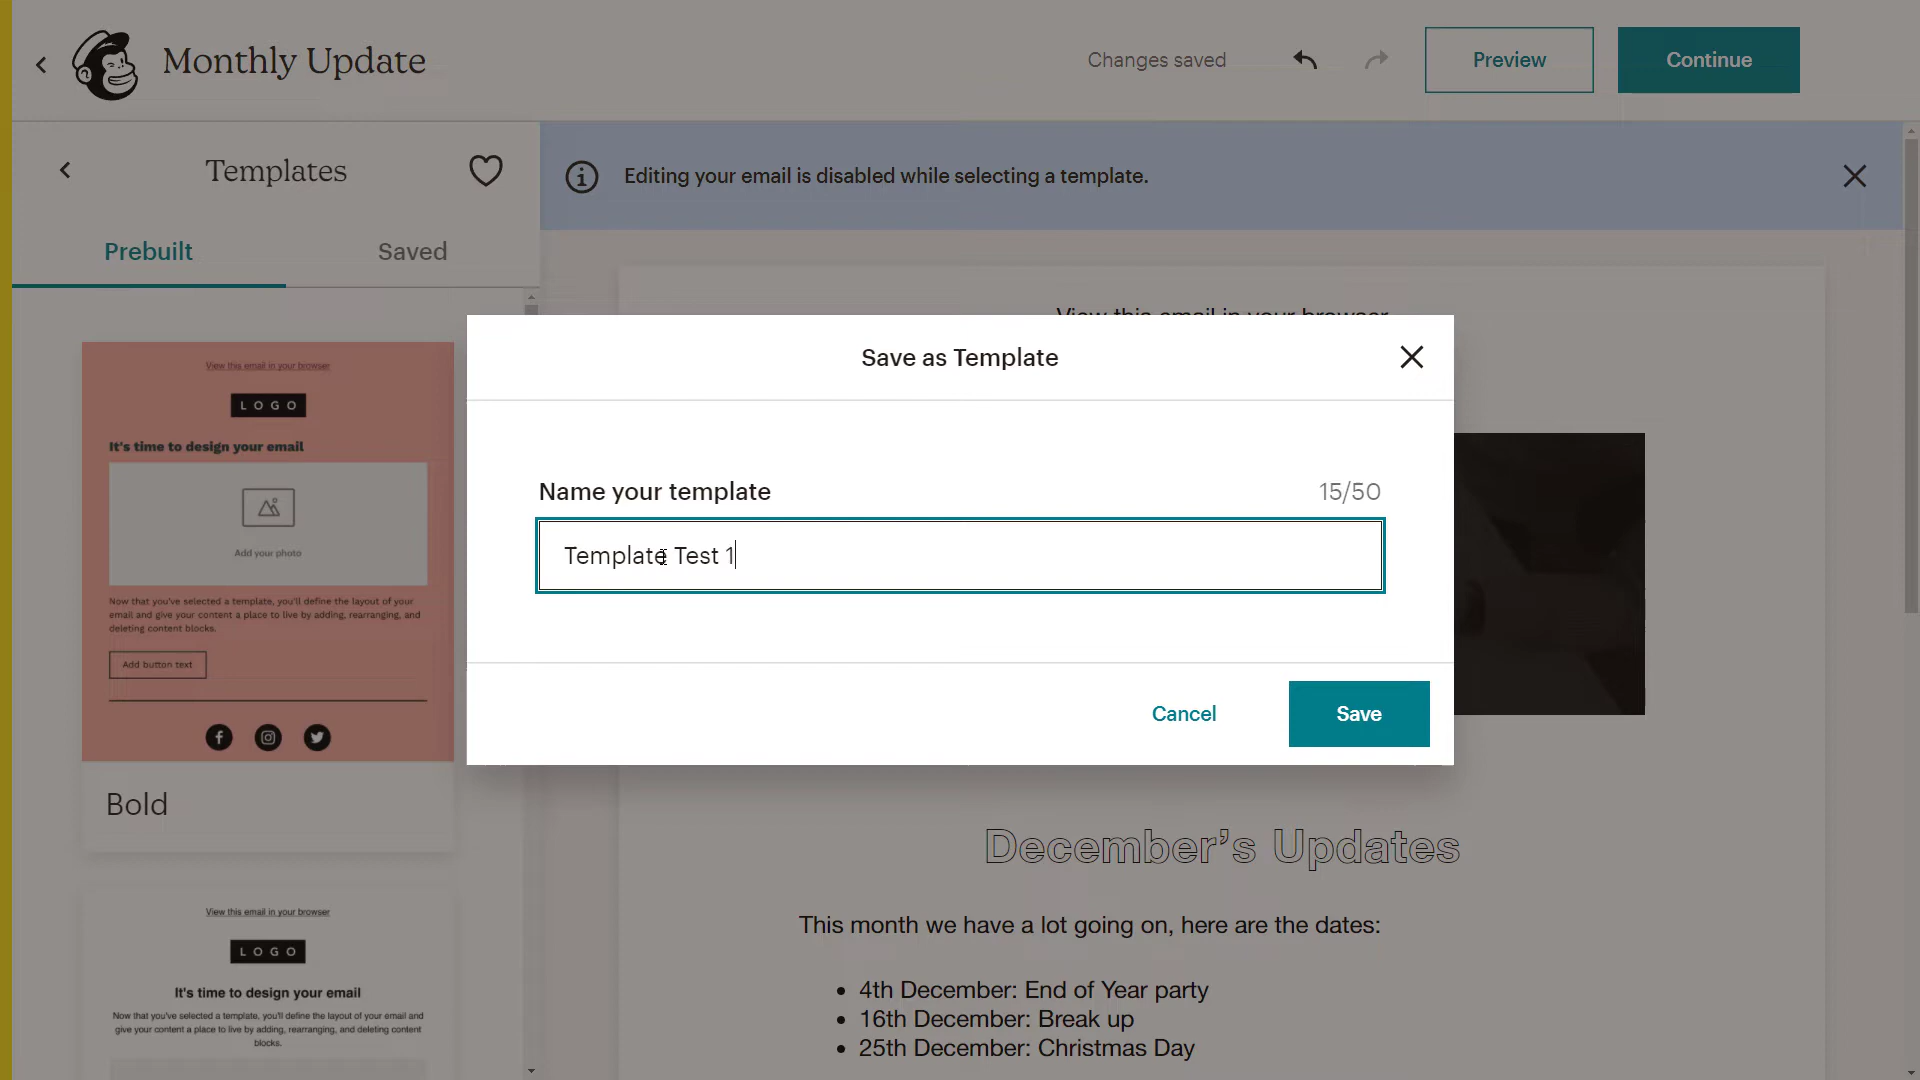 Monthly Update
Changes saved
Preview
Continue
Templates
Prebuilt
Saved
Editing your email is disabled while selecting a template.
View this email in your browser
Save as Template
Name your template
15/50
Template Test 1
Cancel
Save
View this email in your browser
LOGO
It's time to design your email
Add your photo
Now that you've selected a template, you'll define the layout of your
email and give your content a place to live by adding, rearranging, and
deleting content blocks.
Add button text
Bold
View this email in your browser
LOGO
It's time to design your email
Now that you've selected a template, you'll define the layout of your email and
give your content a place to live by adding, rearranging, and deleting content
blocks.
December's Updates
This month we have a lot going on, here are the dates:
• 4th December: End of Year party
• 16th December: Break up
• 25th December: Christmas Day